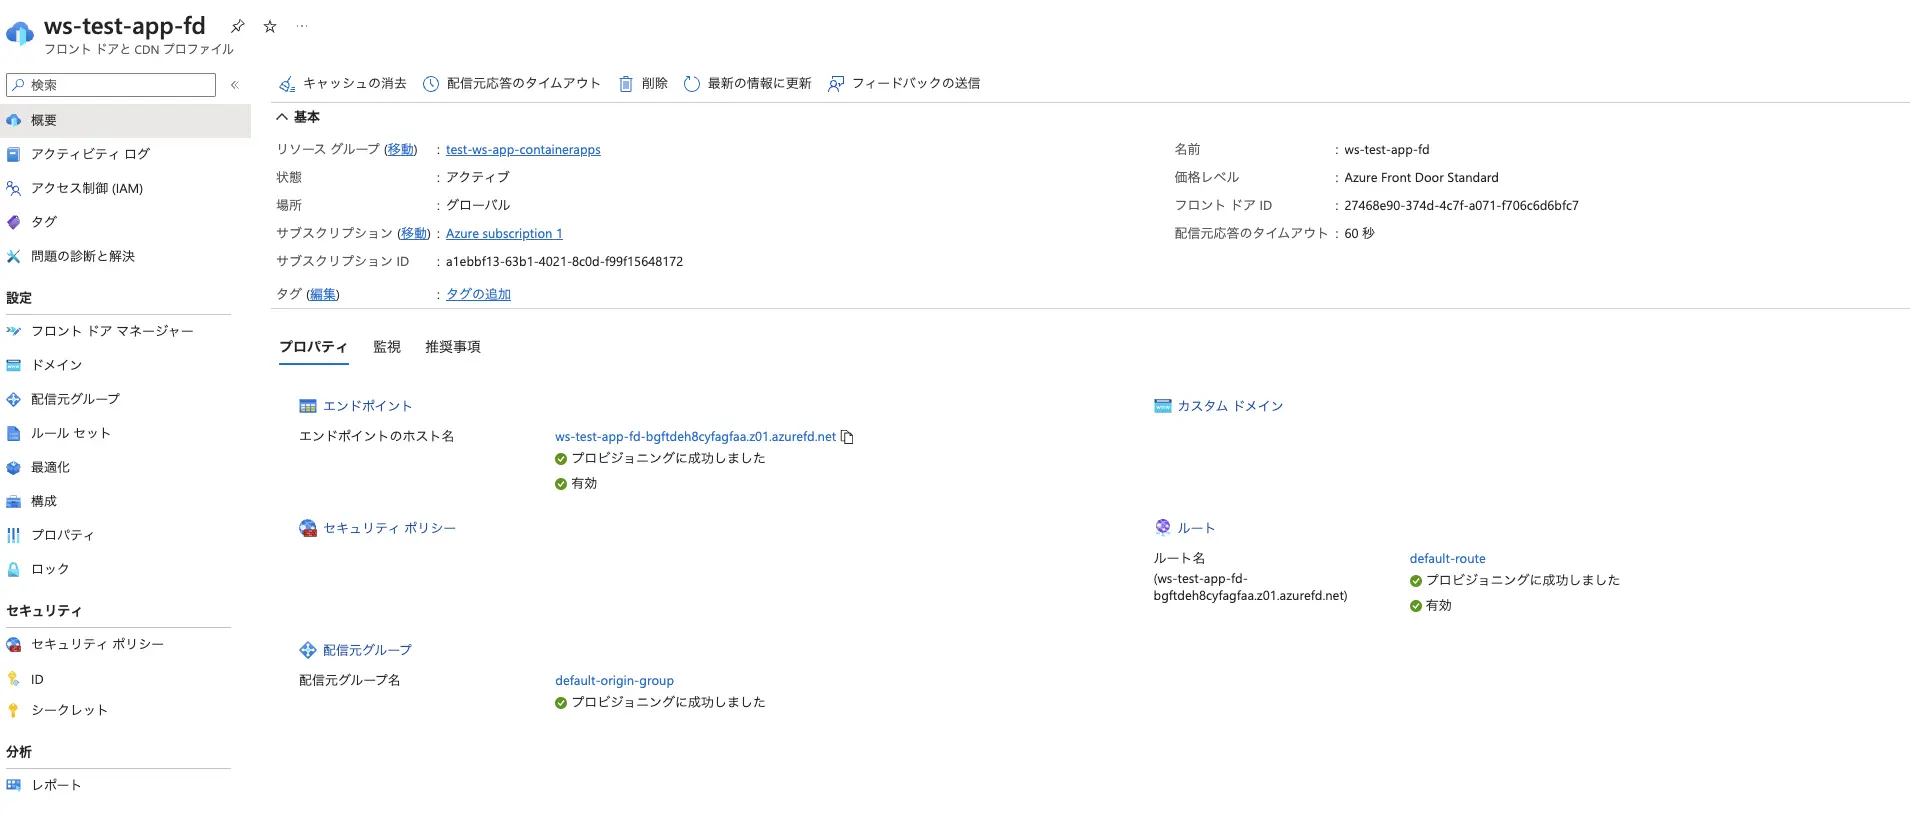 ws-test-app-fd
フロント ドアと CDN プロファイル
検索
概要
アクティビティ ログ
アクセス制御 (IAM)
タグ
問題の診断と解決
設定
フロント ドア マネージャー
ドメイン
配信元グループ
ルール セット
最適化
構成
プロパティ
ロック
セキュリティ
セキュリティ ポリシー
ID
シークレット
分析
レポート
キャッシュの消去 配信元応答のタイムアウト 削除 最新の情報に更新 フィードバックの送信
基本
リソース グループ (移動) : test-ws-app-containerapps
状態 : アクティブ
場所 : グローバル
サブスクリプション (移動) : Azure subscription 1
サブスクリプション ID : a1ebbf13-63b1-4021-8c0d-f99f15648172
タグ (編集) : タグの追加
名前 : ws-test-app-fd
価格レベル : Azure Front Door Standard
フロント ドア ID : 27468e90-374d-4c7f-a071-f706c6d6bfc7
配信元応答のタイムアウト : 60 秒
プロパティ 監視 推奨事項
エンドポイント
エンドポイントのホスト名 ws-test-app-fd-bgftdeh8cyfagfaa.z01.azurefd.net
プロビジョニングに成功しました
有効
カスタム ドメイン
セキュリティ ポリシー
ルート
ルート名 default-route
(ws-test-app-fd- プロビジョニングに成功しました
bgftdeh8cyfagfaa.z01.azurefd.net) 有効
配信元グループ
配信元グループ名 default-origin-group
プロビジョニングに成功しました